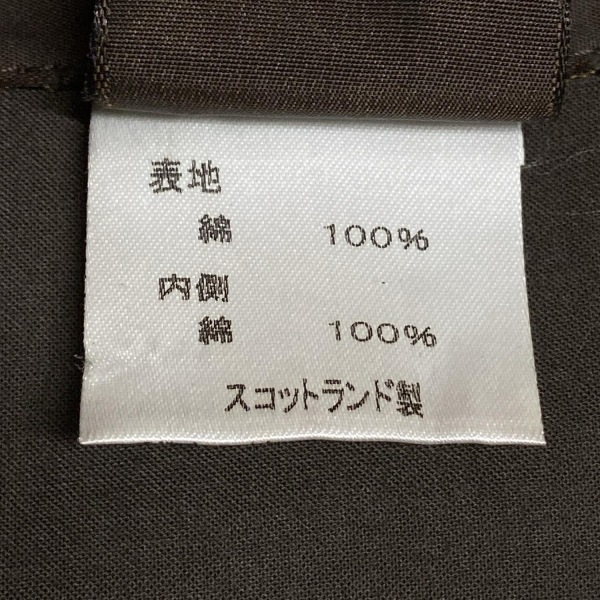 表地
綿 100%
内側
綿 100%
スコットランド製